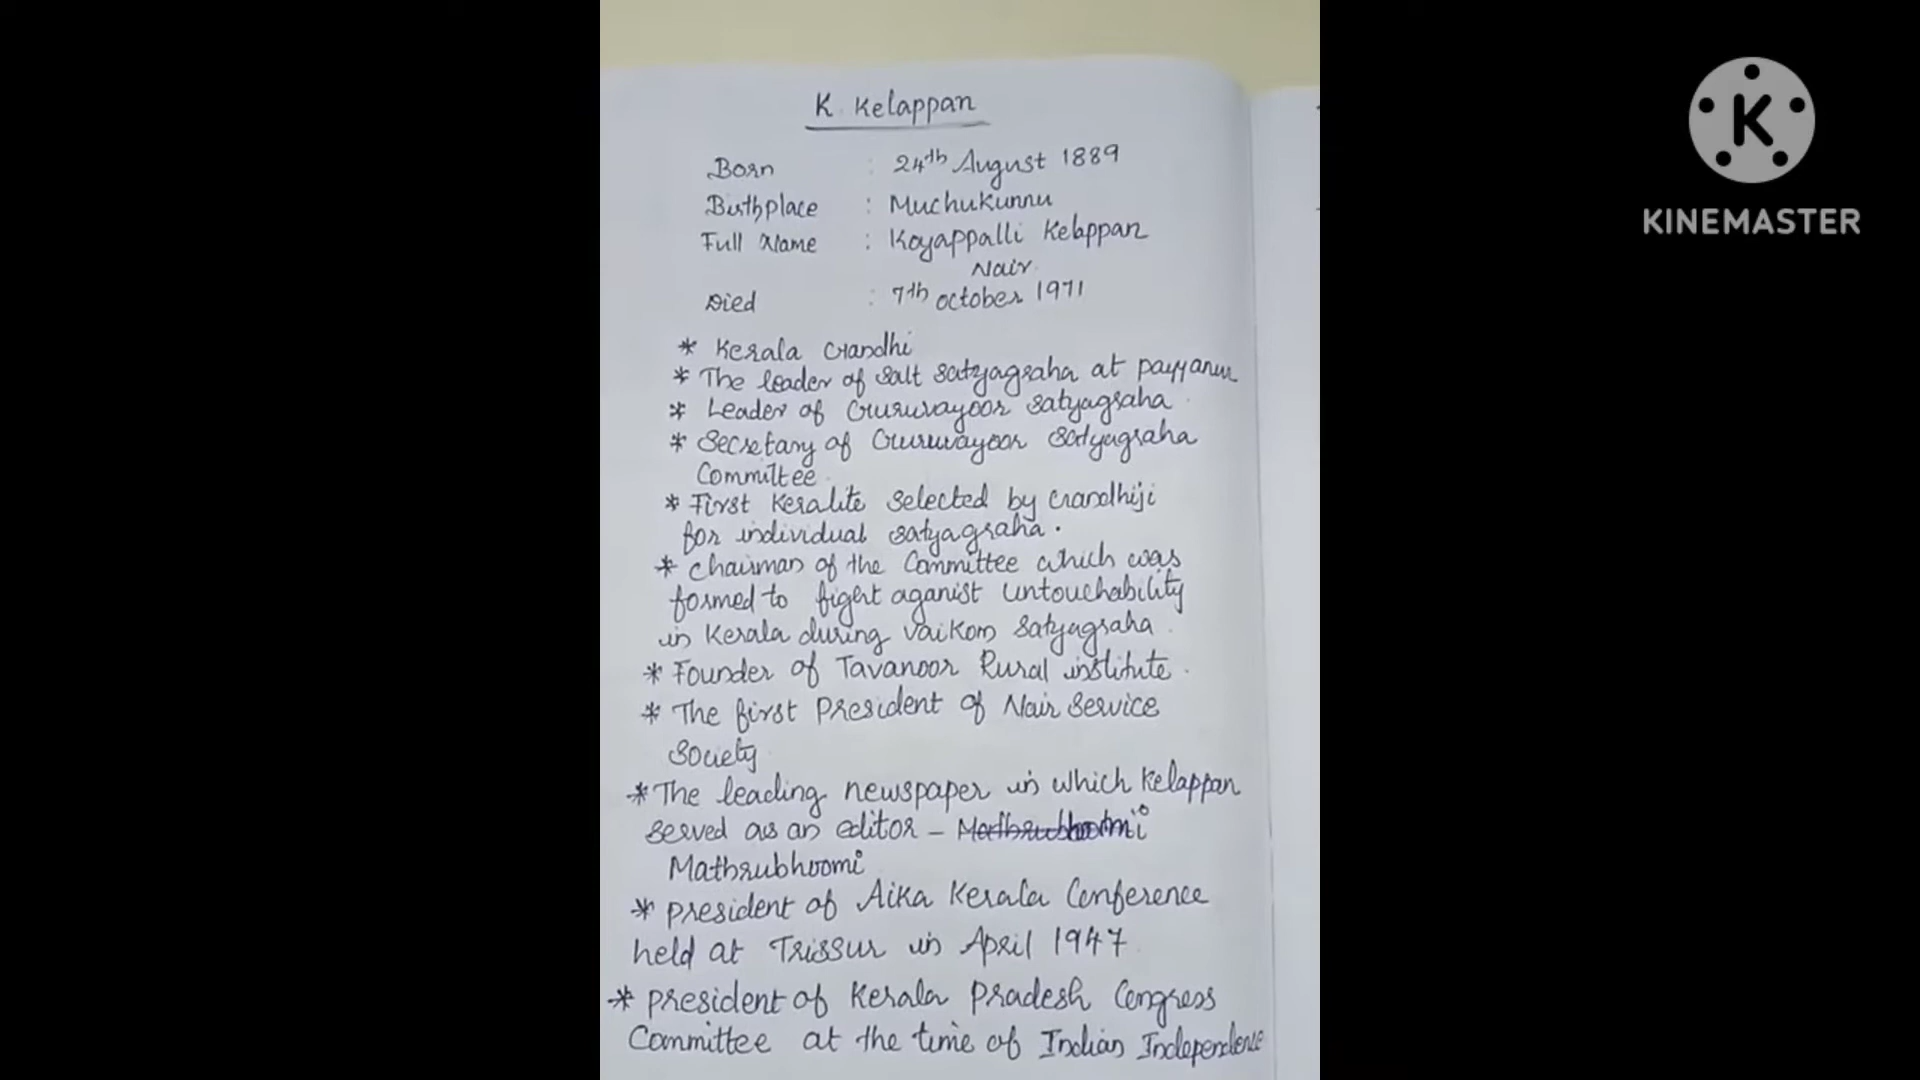 K. Kelappan
Born : 24th August 1889
Birthplace : Muchukunnu
Full Name : Koyappalli Kelappan
Nair
Died : 7th october 1971
* Kerala Gandhi
* The leader of Salt Satyagraha at payyanur
* Leader of Guruvayoor Satyagraha
* Secretary of Guruvayoor Satyagraha
Committee.
* First Keralite selected by Gandhiji
for individual satyagraha.
* Chairman of the Committee which was
formed to fight aganist untouchability
in Kerala during Vaikom Satyagraha.
* Founder of Tavanoor Rural institute.
* The first President of Nair Service
Society
* The leading newspaper in which Kelappan
served as an editor - Mathrubhoomi
Mathrubhoomi
* President of Aika Kerala Conference
held at Trissur in April 1947
* President of Kerala Pradesh Congress
Committee at the time of Indian Independence
K
KINEMASTER